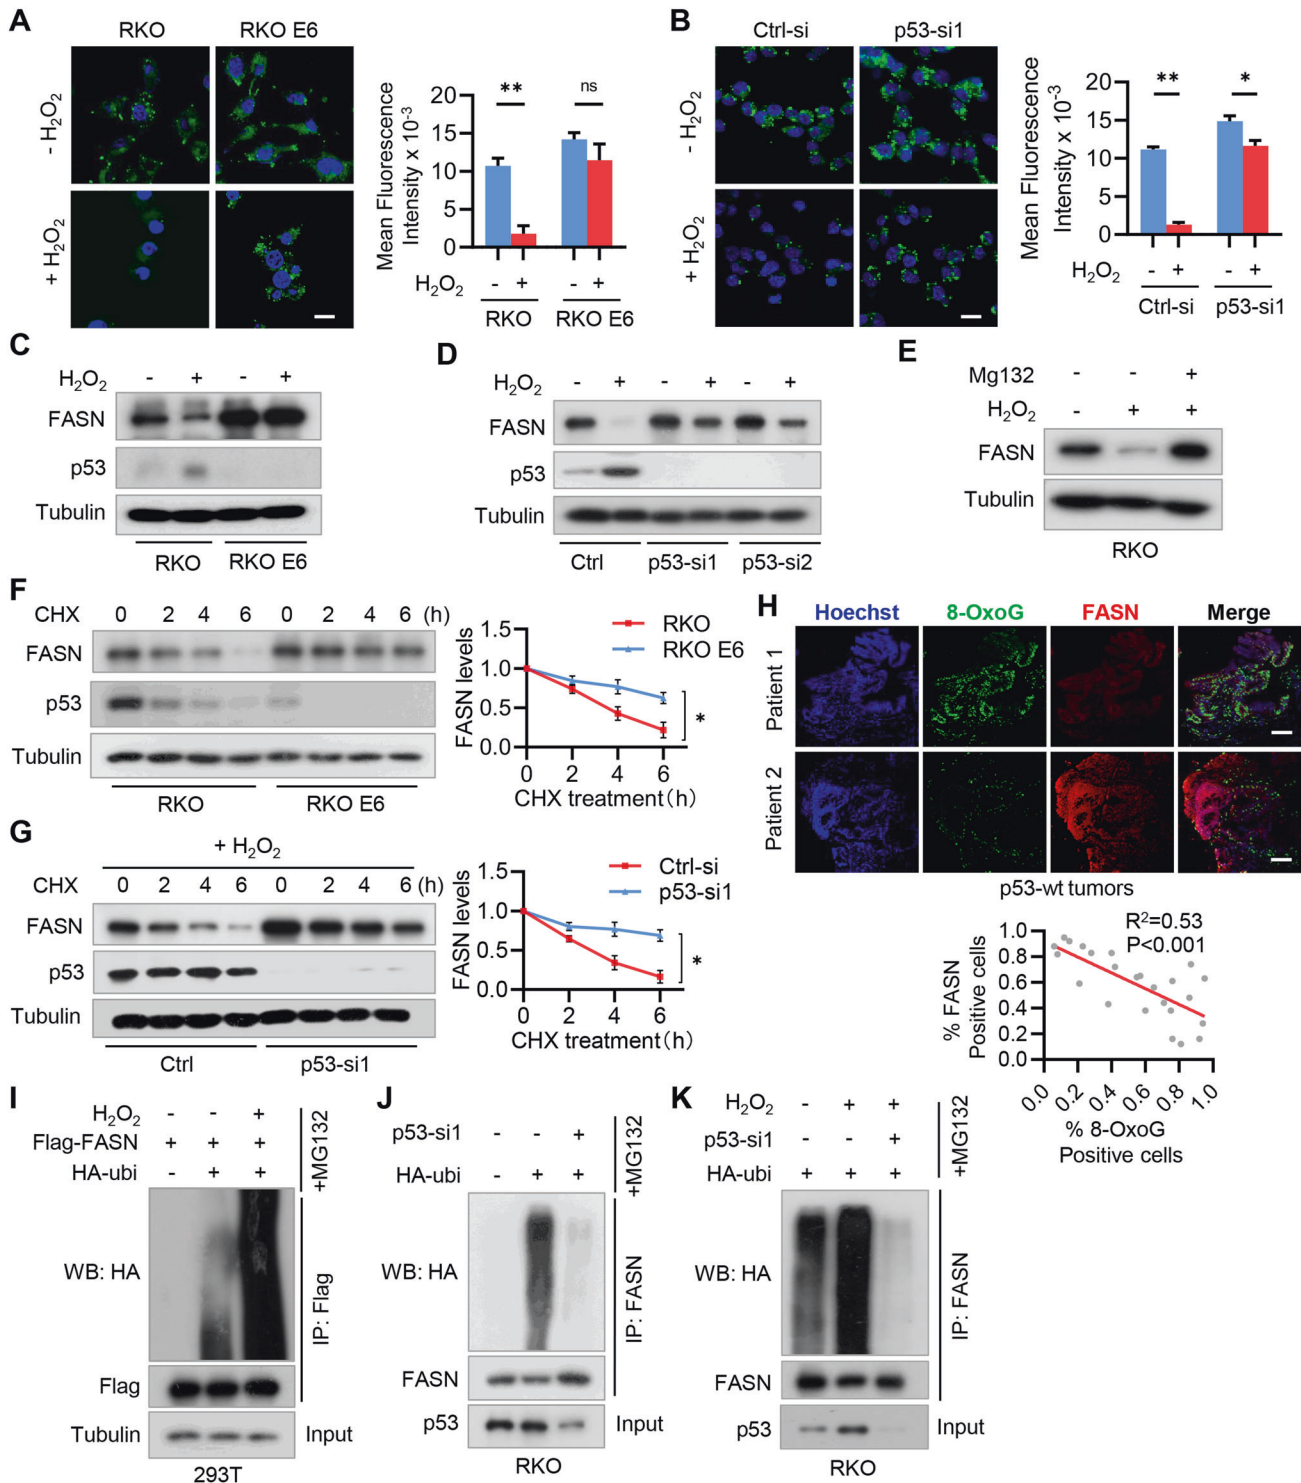 A
RKO
RKO E6
- H₂O₂
+ H₂O₂
Mean Fluorescence
Intensity x 10⁻³
20
15
10
5
0
**
ns
H₂O₂
- + - +
RKO
RKO E6
B
Ctrl-si
p53-si1
- H₂O₂
+ H₂O₂
Mean Fluorescence
Intensity x 10⁻³
20
15
10
5
0
**
*
H₂O₂
- + - +
Ctrl-si
p53-si1
C
H₂O₂ - + - +
FASN
p53
Tubulin
RKO
RKO E6
D
H₂O₂ - + - + - +
FASN
p53
Tubulin
Ctrl
p53-si1
p53-si2
E
Mg132 - - +
H₂O₂ - + +
FASN
Tubulin
RKO
F
CHX 0 2 4 6 0 2 4 6 (h)
FASN
p53
Tubulin
RKO
RKO E6
FASN levels
1.5
1.0
0.5
0.0
RKO
RKO E6
*
0 2 4 6
CHX treatment(h)
G
+ H₂O₂
CHX 0 2 4 6 0 2 4 6 (h)
FASN
p53
Tubulin
Ctrl
p53-si1
FASN levels
1.5
1.0
0.5
0.0
Ctrl-si
p53-si1
*
0 2 4 6
CHX treatment(h)
H
Hoechst 8-OxoG FASN Merge
Patient 1
Patient 2
p53-wt tumors
R²=0.53
P<0.001
% FASN
Positive cells
1.0
0.8
0.6
0.4
0.2
0.0
0.0 0.2 0.4 0.6 0.8 1.0
% 8-OxoG
Positive cells
I
H₂O₂ - - +
Flag-FASN + + +
HA-ubi - + +
+MG132
WB: HA
IP: Flag
Flag
Tubulin
Input
293T
J
p53-si1 - - +
HA-ubi - + +
+MG132
WB: HA
IP: FASN
FASN
p53
Input
RKO
K
H₂O₂ - + +
p53-si1 - - +
HA-ubi + + +
+MG132
WB: HA
IP: FASN
FASN
p53
Input
RKO